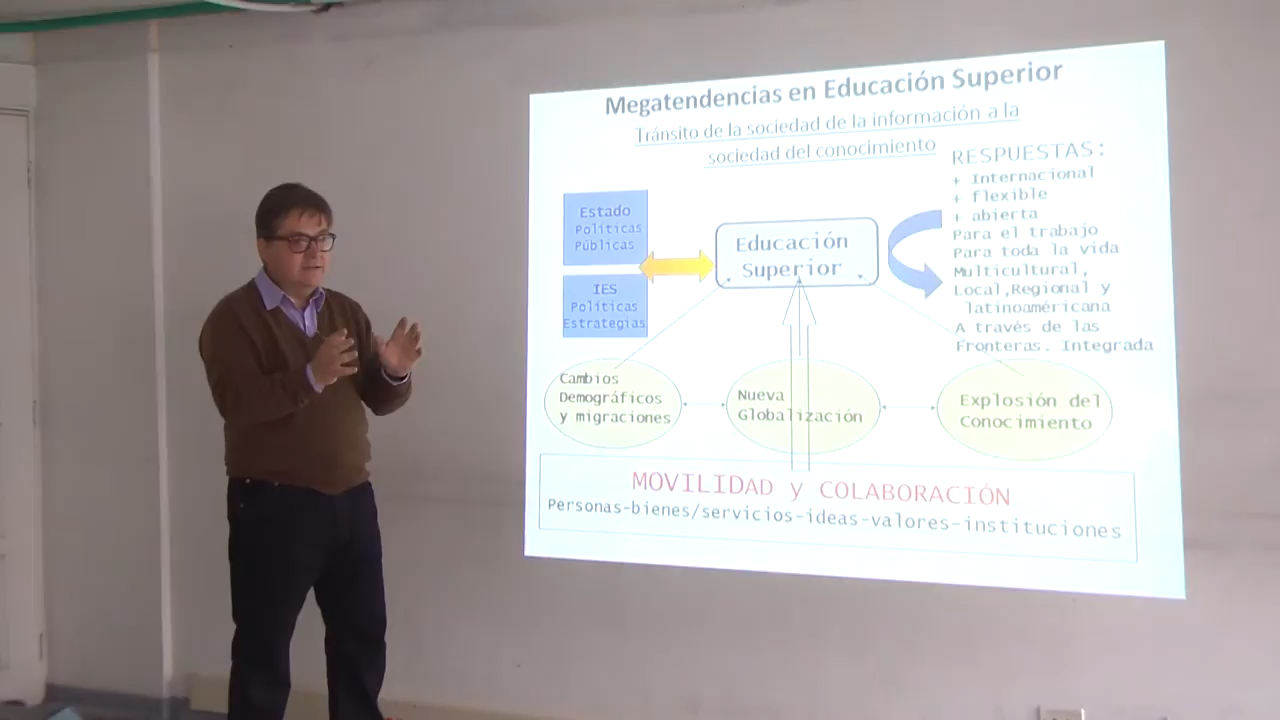 Megatendencias en Educación Superior
Tránsito de la sociedad de la información a la
sociedad del conocimiento
Estado
Políticas
Públicas
IES
Políticas
Estrategias
Educación
Superior
RESPUESTAS:
+ Internacional
+ flexible
+ abierta
Para el trabajo
Para toda la vida
Multicultural,
Local,Regional y
latinoaméricana
A través de las
Fronteras. Integrada
Cambios
Demográficos
y migraciones
Nueva
Globalización
Explosión del
Conocimiento
MOVILIDAD y COLABORACIÓN
Personas-bienes/servicios-ideas-valores-instituciones